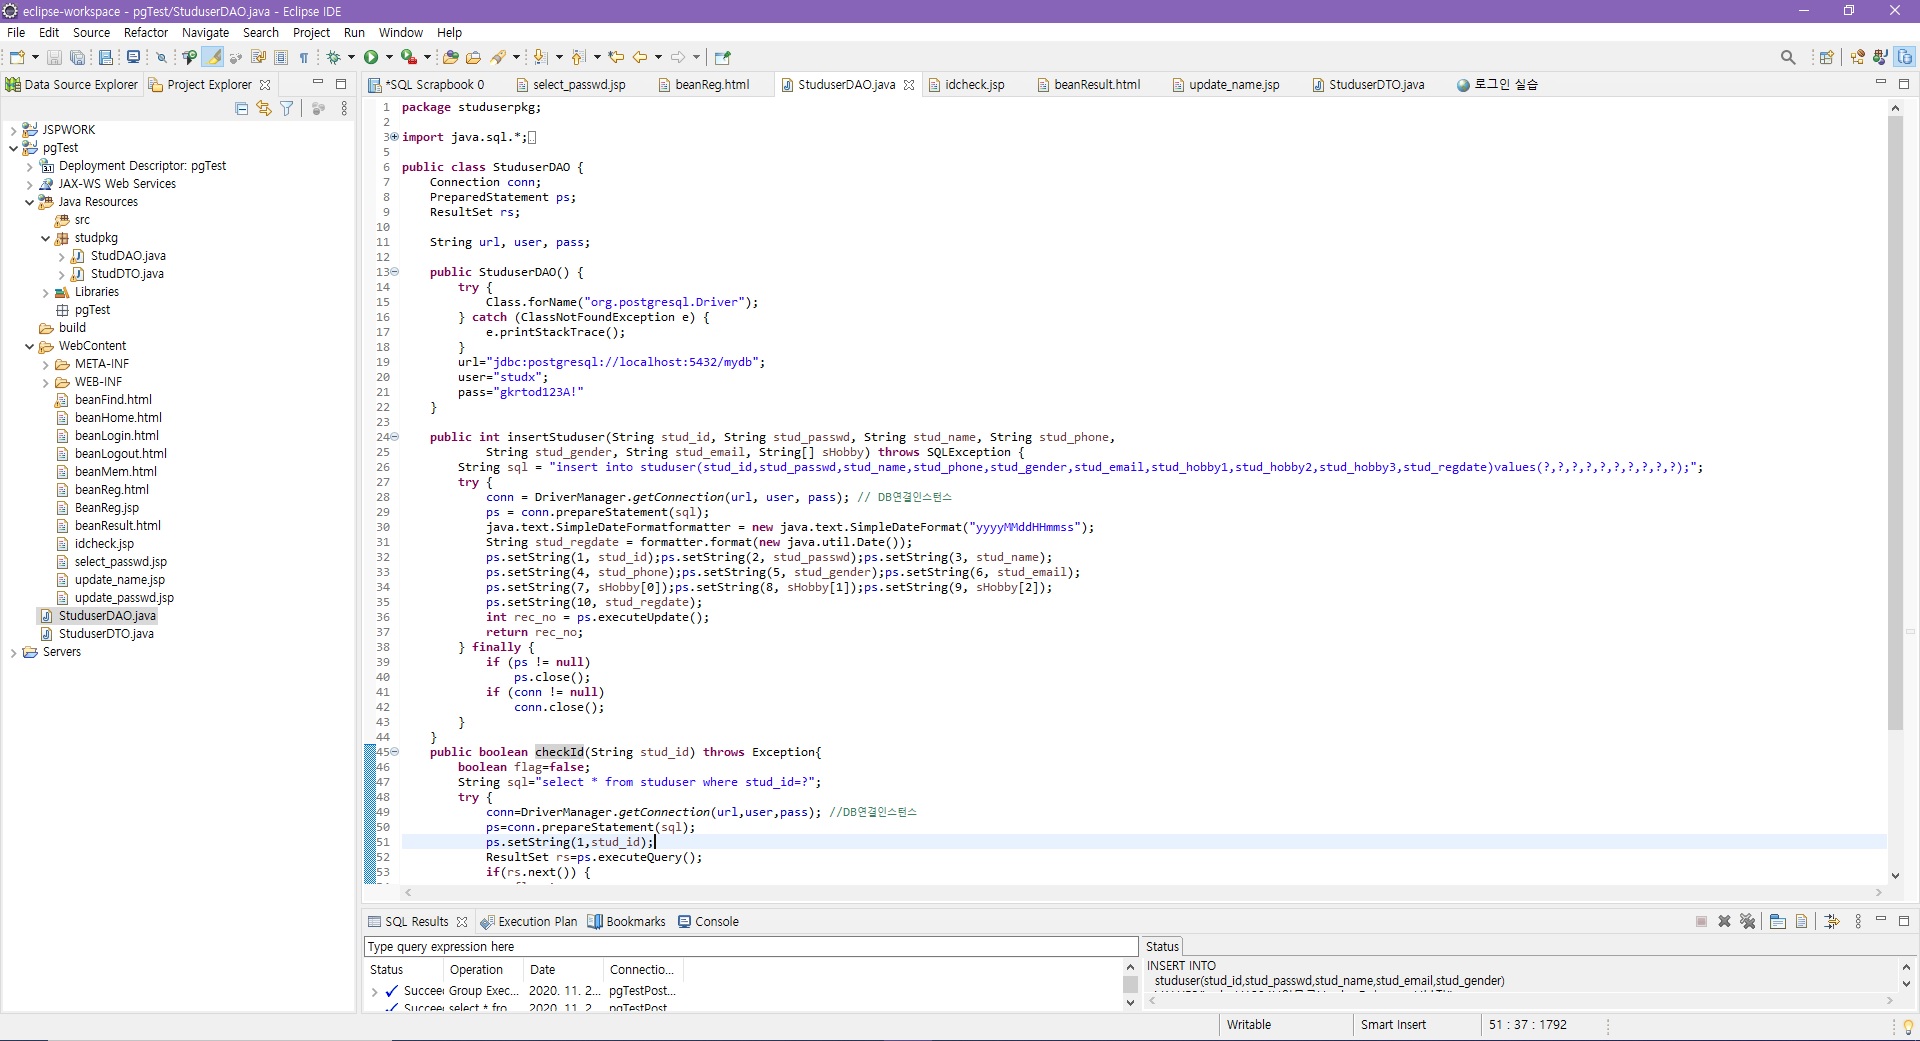 eclipse-workspace - pgTest/StuduserDAO.java - Eclipse IDE
File Edit Source Refactor Navigate Search Project Run Window Help
Data Source Explorer Project Explorer
*SQL Scrapbook 0 select_passwd.jsp beanReg.html StuduserDAO.java idcheck.jsp beanResult.html update_name.jsp StuduserDTO.java 로그인 실습
JSPWORK
pgTest
Deployment Descriptor: pgTest
JAX-WS Web Services
Java Resources
src
studpkg
StudDAO.java
StudDTO.java
Libraries
pgTest
build
WebContent
META-INF
WEB-INF
beanFind.html
beanHome.html
beanLogin.html
beanLogout.html
beanMem.html
beanReg.html
BeanReg.jsp
beanResult.html
idcheck.jsp
select_passwd.jsp
update_name.jsp
update_passwd.jsp
StuduserDAO.java
StuduserDTO.java
Servers
1 package studuserpkg;
2
3 import java.sql.*;
5
6 public class StuduserDAO {
7 Connection conn;
8 PreparedStatement ps;
9 ResultSet rs;
10
11 String url, user, pass;
12
13 public StuduserDAO() {
14 try {
15 Class.forName("org.postgresql.Driver");
16 } catch (ClassNotFoundException e) {
17 e.printStackTrace();
18 }
19 url="jdbc:postgresql://localhost:5432/mydb";
20 user="studx";
21 pass="gkrtod123A!"
22 }
23
24 public int insertStuduser(String stud_id, String stud_passwd, String stud_name, String stud_phone,
25 String stud_gender, String stud_email, String[] sHobby) throws SQLException {
26 String sql = "insert into studuser(stud_id,stud_passwd,stud_name,stud_phone,stud_gender,stud_email,stud_hobby1,stud_hobby2,stud_hobby3,stud_regdate)values(?,?,?,?,?,?,?,?,?,?);";
27 try {
28 conn = DriverManager.getConnection(url, user, pass); // DB연결인스턴스
29 ps = conn.prepareStatement(sql);
30 java.text.SimpleDateFormatformatter = new java.text.SimpleDateFormat("yyyyMMddHHmmss");
31 String stud_regdate = formatter.format(new java.util.Date());
32 ps.setString(1, stud_id);ps.setString(2, stud_passwd);ps.setString(3, stud_name);
33 ps.setString(4, stud_phone);ps.setString(5, stud_gender);ps.setString(6, stud_email);
34 ps.setString(7, sHobby[0]);ps.setString(8, sHobby[1]);ps.setString(9, sHobby[2]);
35 ps.setString(10, stud_regdate);
36 int rec_no = ps.executeUpdate();
37 return rec_no;
38 } finally {
39 if (ps != null)
40 ps.close();
41 if (conn != null)
42 conn.close();
43 }
44 }
45 public boolean checkId(String stud_id) throws Exception{
46 boolean flag=false;
47 String sql="select * from studuser where stud_id=?";
48 try {
49 conn=DriverManager.getConnection(url,user,pass); //DB연결인스턴스
50 ps=conn.prepareStatement(sql);
51 ps.setString(1,stud_id);
52 ResultSet rs=ps.executeQuery();
53 if(rs.next()) {
SQL Results Execution Plan Bookmarks Console
Type query expression here
Status Operation Date Connectio...
Succee Group Exec... 2020. 11. 2... pgTestPost...
Succee select * fro 2020. 11. 2 pgTestPost
Status
INSERT INTO
studuser(stud_id,stud_passwd,stud_name,stud_email,stud_gender)
Writable Smart Insert 51 : 37 : 1792